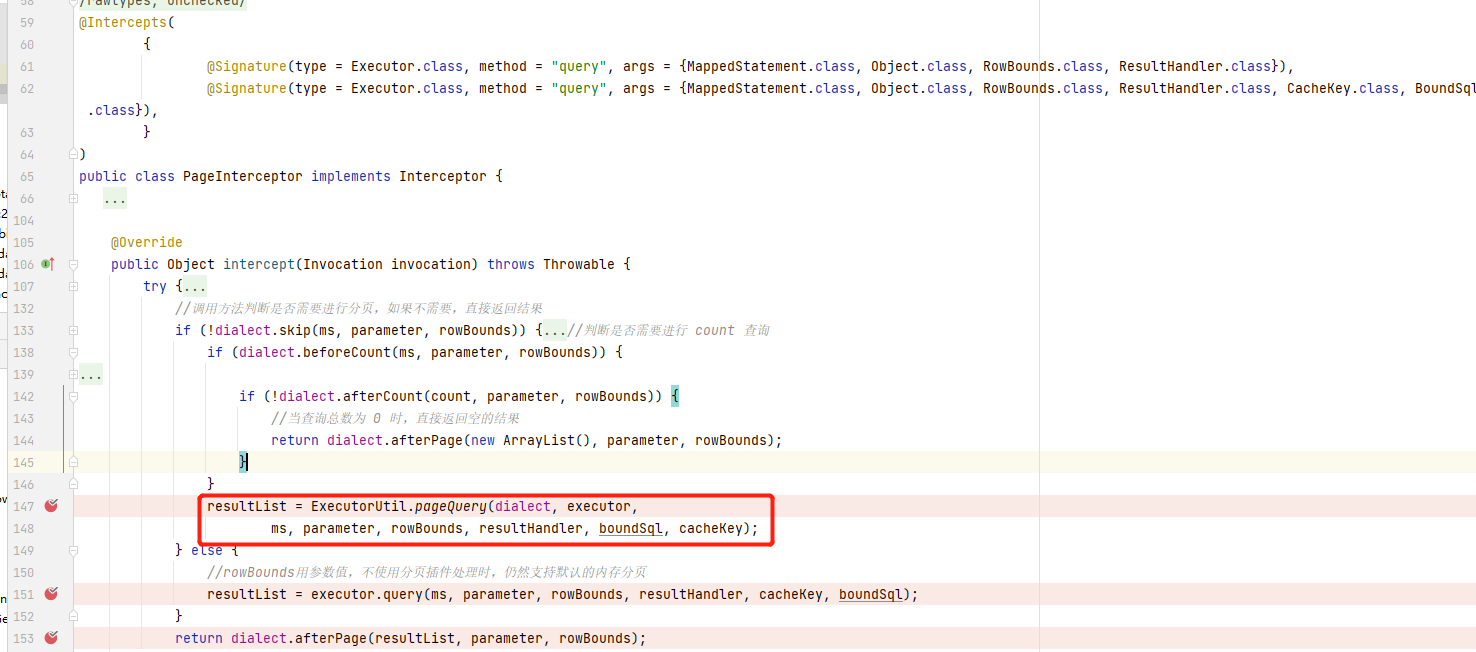 58 /rawtypes, unchecked/
59 @Intercepts(
60 {
61 @Signature(type = Executor.class, method = "query", args = {MappedStatement.class, Object.class, RowBounds.class, ResultHandler.class}),
62 @Signature(type = Executor.class, method = "query", args = {MappedStatement.class, Object.class, RowBounds.class, ResultHandler.class, CacheKey.class, BoundSql
.class}),
63 }
64 )
65 public class PageInterceptor implements Interceptor {
66 ...
104
105 @Override
106 public Object intercept(Invocation invocation) throws Throwable {
107 try {...
132 //调用方法判断是否需要进行分页，如果不需要，直接返回结果
133 if (!dialect.skip(ms, parameter, rowBounds)) {...//判断是否需要进行 count 查询
138 if (dialect.beforeCount(ms, parameter, rowBounds)) {
139 ...
142 if (!dialect.afterCount(count, parameter, rowBounds)) {
143 //当查询总数为 0 时，直接返回空的结果
144 return dialect.afterPage(new ArrayList(), parameter, rowBounds);
145 }
146 }
147 resultList = ExecutorUtil.pageQuery(dialect, executor,
148 ms, parameter, rowBounds, resultHandler, boundSql, cacheKey);
149 } else {
150 //rowBounds用参数值，不使用分页插件处理时，仍然支持默认的内存分页
151 resultList = executor.query(ms, parameter, rowBounds, resultHandler, cacheKey, boundSql);
152 }
153 return dialect.afterPage(resultList, parameter, rowBounds);